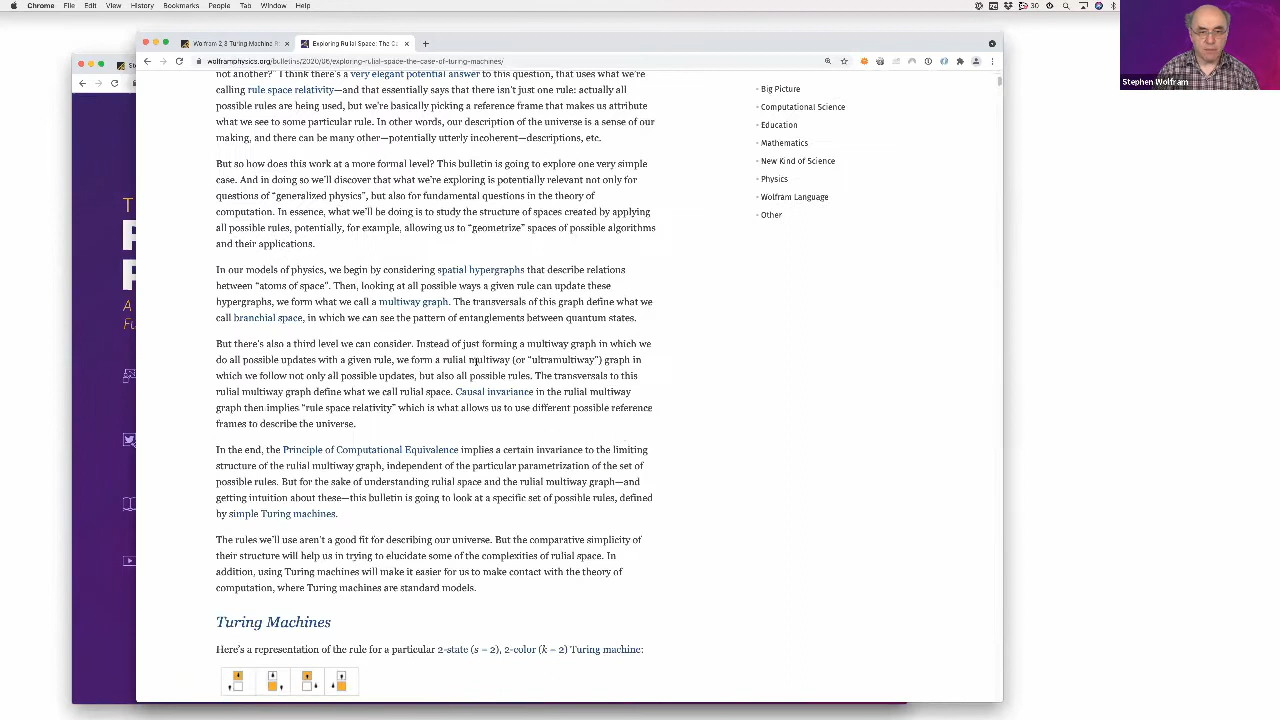 Chrome File Edit View History Bookmarks People Tab Window Help
30
Stephen Wolfram
Wolfram 2,3 Turing Machine R
Exploring Rulial Space: The Ca
wolframphysics.org/bulletins/2020/06/exploring-rulial-space-the-case-of-turing-machines/
not another?” I think there’s a very elegant potential answer to this question, that uses what we’re
calling rule space relativity—and that essentially says that there isn’t just one rule: actually all
possible rules are being used, but we’re basically picking a reference frame that makes us attribute
what we see to some particular rule. In other words, our description of the universe is a sense of our
making, and there can be many other—potentially utterly incoherent—descriptions, etc.
But so how does this work at a more formal level? This bulletin is going to explore one very simple
case. And in doing so we’ll discover that what we’re exploring is potentially relevant not only for
questions of “generalized physics”, but also for fundamental questions in the theory of
computation. In essence, what we’ll be doing is to study the structure of spaces created by applying
all possible rules, potentially, for example, allowing us to “geometrize” spaces of possible algorithms
and their applications.
In our models of physics, we begin by considering spatial hypergraphs that describe relations
between “atoms of space”. Then, looking at all possible ways a given rule can update these
hypergraphs, we form what we call a multiway graph. The transversals of this graph define what we
call branchial space, in which we can see the pattern of entanglements between quantum states.
But there’s also a third level we can consider. Instead of just forming a multiway graph in which we
do all possible updates with a given rule, we form a rulial multiway (or “ultramultiway”) graph in
which we follow not only all possible updates, but also all possible rules. The transversals to this
rulial multiway graph define what we call rulial space. Causal invariance in the rulial multiway
graph then implies “rule space relativity” which is what allows us to use different possible reference
frames to describe the universe.
In the end, the Principle of Computational Equivalence implies a certain invariance to the limiting
structure of the rulial multiway graph, independent of the particular parametrization of the set of
possible rules. But for the sake of understanding rulial space and the rulial multiway graph—and
getting intuition about these—this bulletin is going to look at a specific set of possible rules, defined
by simple Turing machines.
The rules we’ll use aren’t a good fit for describing our universe. But the comparative simplicity of
their structure will help us in trying to elucidate some of the complexities of rulial space. In
addition, using Turing machines will make it easier for us to make contact with the theory of
computation, where Turing machines are standard models.
Turing Machines
Here’s a representation of the rule for a particular 2-state (s = 2), 2-color (k = 2) Turing machine:
Big Picture
Computational Science
Education
Mathematics
New Kind of Science
Physics
Wolfram Language
Other